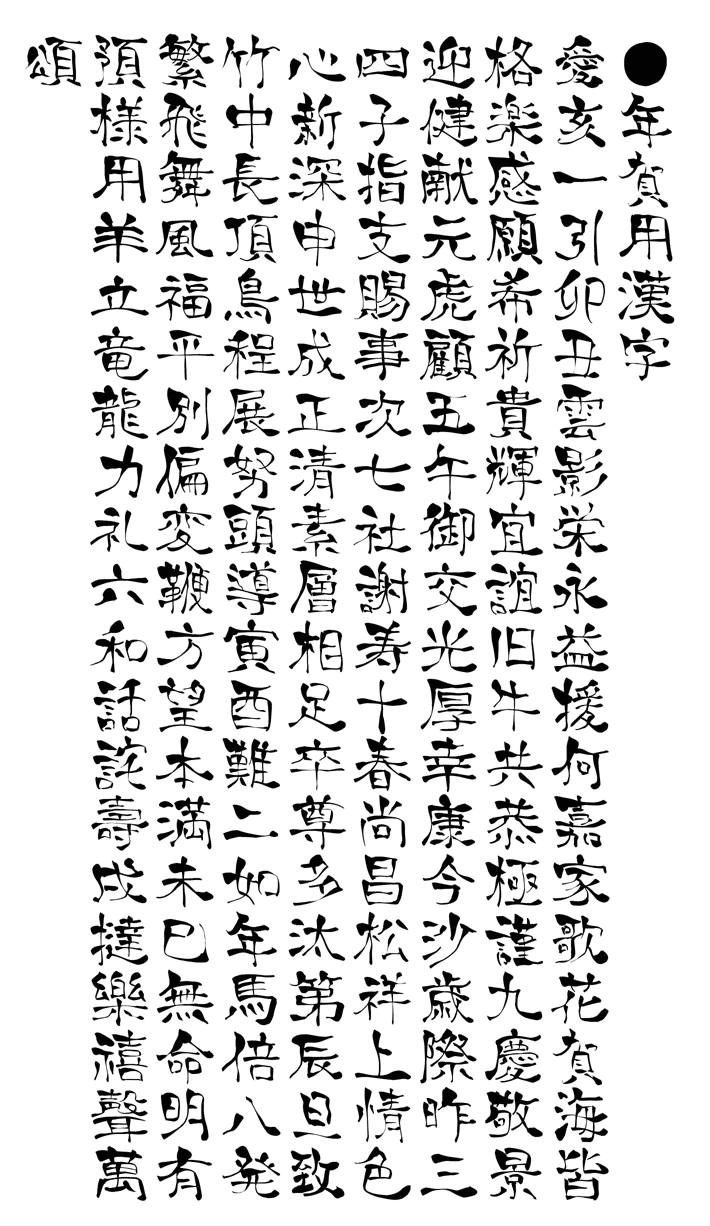 ●年賀用漢字
愛亥一引卯丑雲影栄永益援何嘉家歌花賀海皆
格楽感願希祈貴輝宜誼旧牛共恭極謹九慶敬景
迎健献元虎顧五午御交光厚幸康今沙歳際昨三
四子指支賜事次七社謝寿十春尚昌松祥上情色
心新深申世成正清素層相足卒尊多汰第辰旦致
竹中長頂鳥程展努頭導寅酉難二如年馬倍八発
繁飛舞風福平別偏変鞭方望本満未巳無命明有
預様用羊立竜龍力礼六和話詫壽戌撻樂禧聲萬
頌